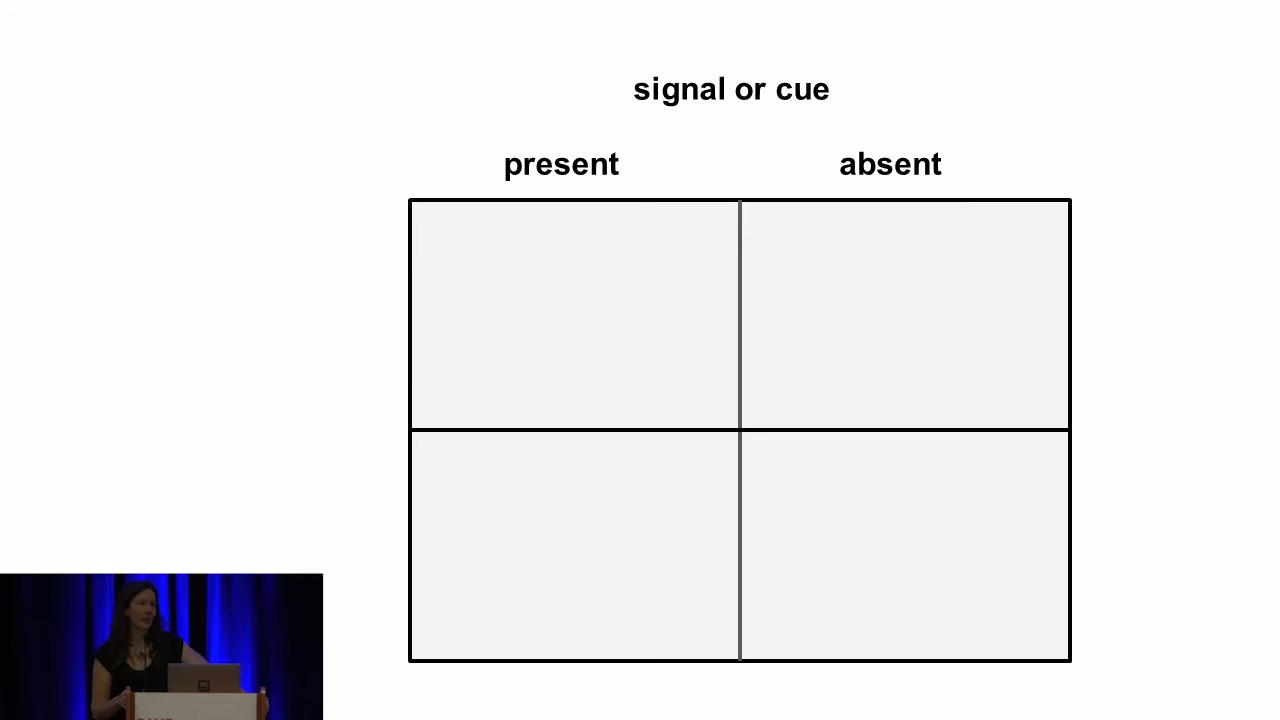 signal or cue
present absent